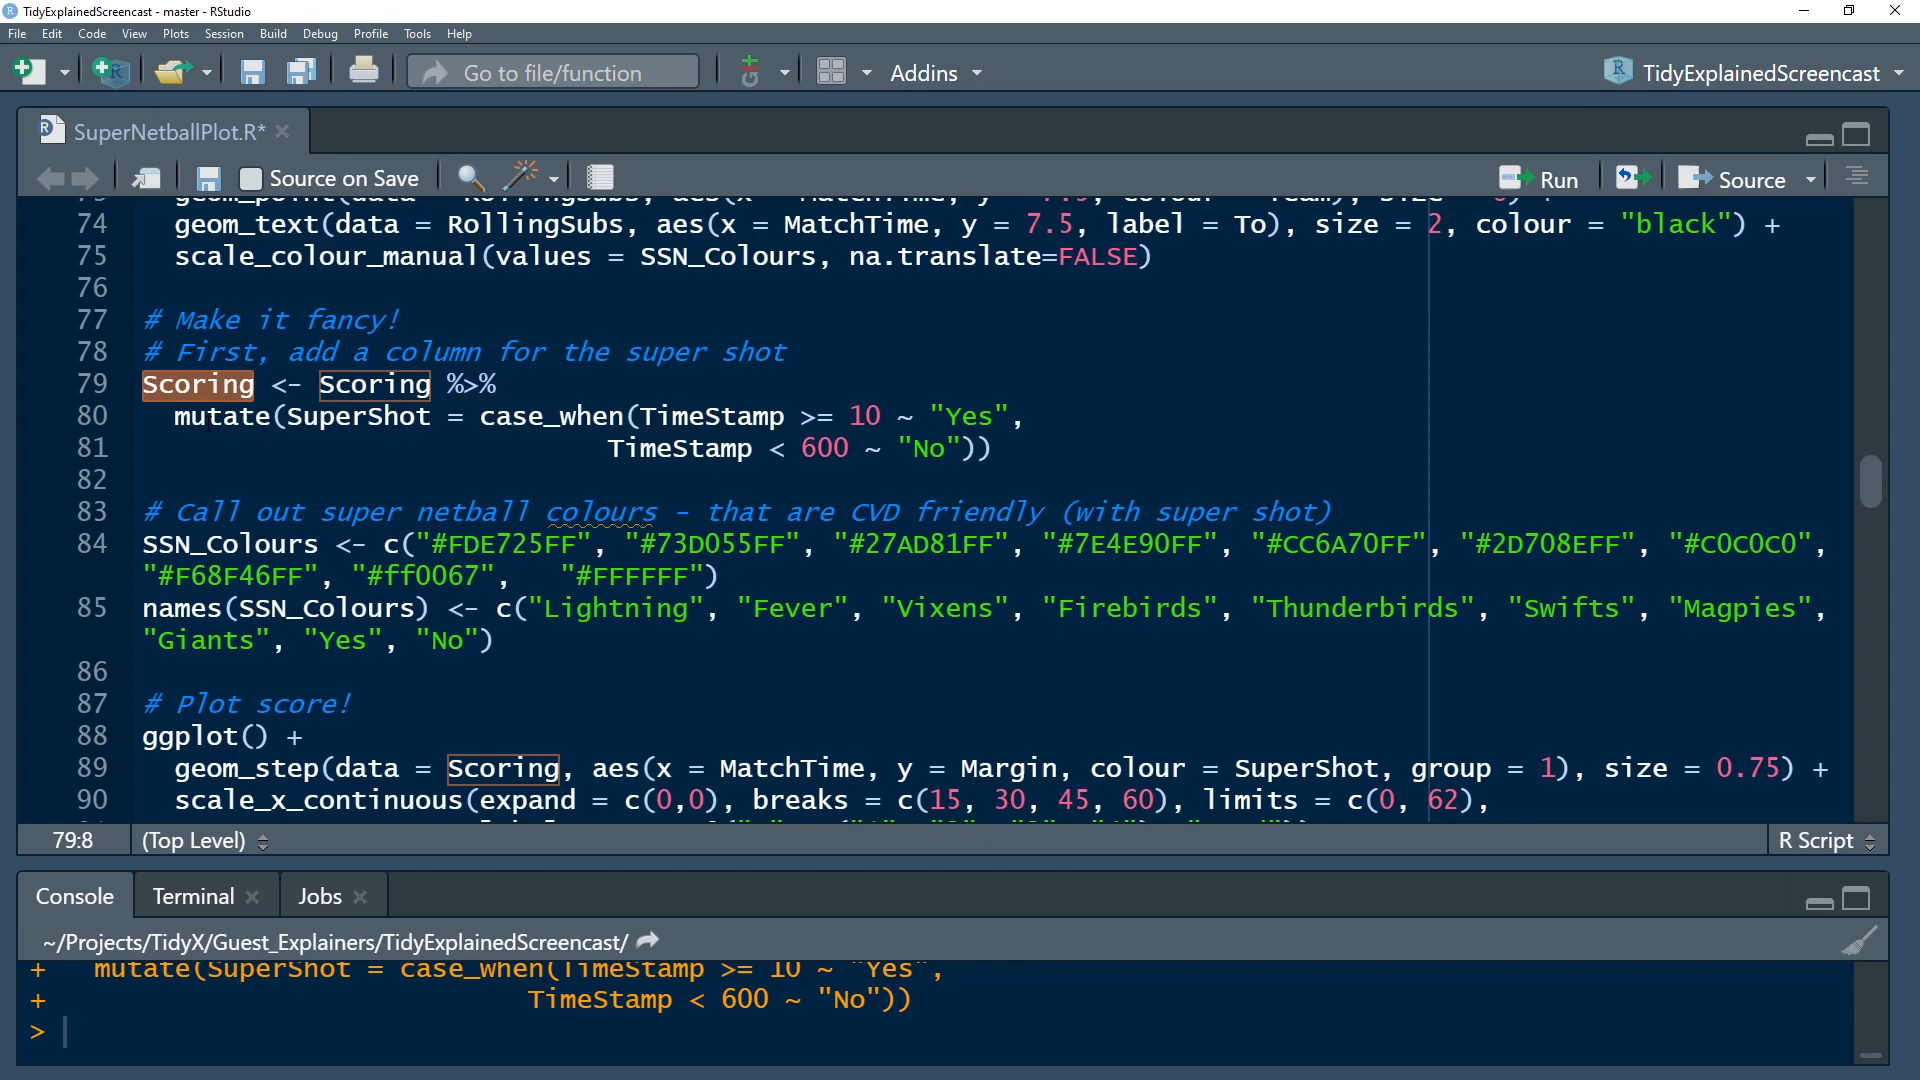 TidyExplainedScreencast - master - RStudio
File Edit Code View Plots Session Build Debug Profile Tools Help
Go to file/function Addins TidyExplainedScreencast
SuperNetballPlot.R*
Source on Save Run Source
74 geom_text(data = RollingSubs, aes(x = MatchTime, y = 7.5, label = To), size = 2, colour = "black") +
75 scale_colour_manual(values = SSN_Colours, na.translate=FALSE)
76
77 # Make it fancy!
78 # First, add a column for the super shot
79 Scoring <- Scoring %>%
80 mutate(SuperShot = case_when(TimeStamp >= 10 ~ "Yes",
81 TimeStamp < 600 ~ "No"))
82
83 # Call out super netball colours - that are CVD friendly (with super shot)
84 SSN_Colours <- c("#FDE725FF", "#73D055FF", "#27AD81FF", "#7E4E90FF", "#CC6A70FF", "#2D708EFF", "#C0C0C0",
"#F68F46FF", "#ff0067", "#FFFFFF")
85 names(SSN_Colours) <- c("Lightning", "Fever", "Vixens", "Firebirds", "Thunderbirds", "Swifts", "Magpies",
"Giants", "Yes", "No")
86
87 # Plot score!
88 ggplot() +
89 geom_step(data = Scoring, aes(x = MatchTime, y = Margin, colour = SuperShot, group = 1), size = 0.75) +
90 scale_x_continuous(expand = c(0,0), breaks = c(15, 30, 45, 60), limits = c(0, 62),
79:8 (Top Level) R Script
Console Terminal Jobs
~/Projects/TidyX/Guest_Explainers/TidyExplainedScreencast/
+ mutate(SuperShot = case_when(TimeStamp >= 10 ~ "Yes",
+ TimeStamp < 600 ~ "No"))
>